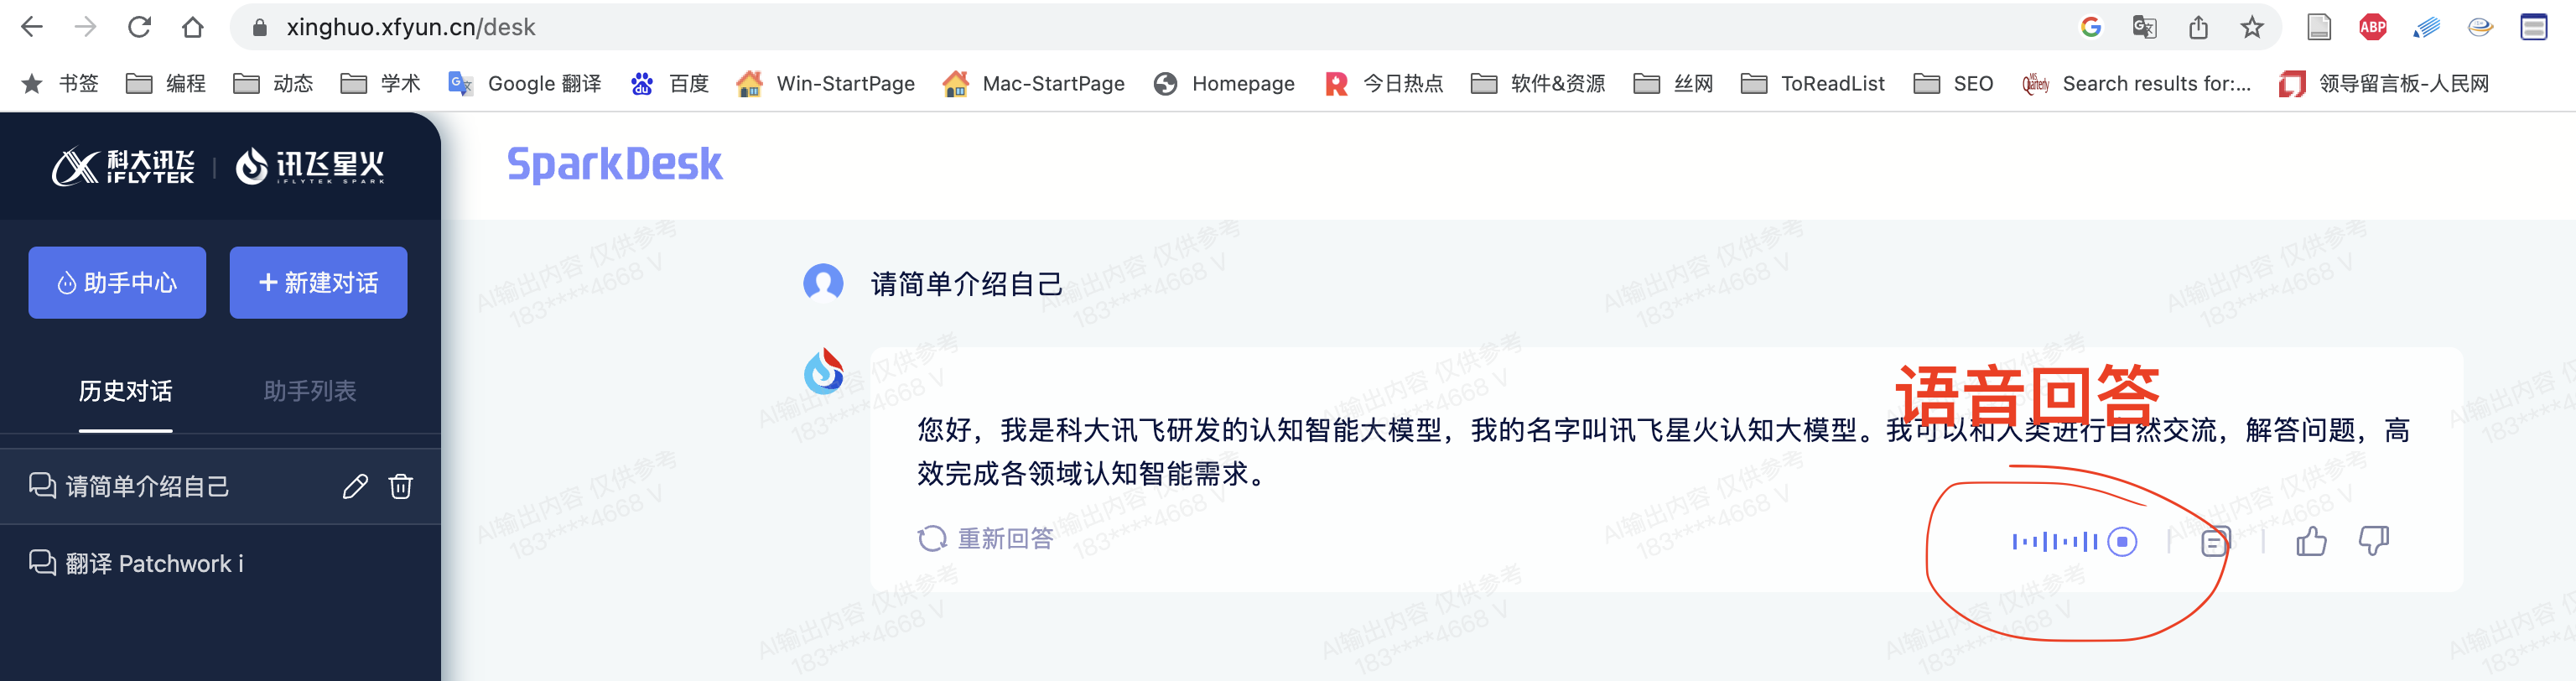 xinghuo.xfyun.cn/desk
ABP
书签
编程
动态
学术
Google 翻译
百度
Win-StartPage
Mac-StartPage
Homepage
今日热点
软件&资源
丝网
ToReadList
SEO
Search results for:...
领导留言板-人民网
科大讯飞
iFLYTEK
讯飞星火
IFLYTEK SPARK
SparkDesk
助手中心
+ 新建对话
历史对话
助手列表
请简单介绍自己
翻译 Patchwork i
请简单介绍自己
语音回答
您好，我是科大讯飞研发的认知智能大模型，我的名字叫讯飞星火认知大模型。我可以和人类进行自然交流，解答问题，高
效完成各领域认知智能需求。
重新回答
AI输出内容 仅供参考
183****4668 V